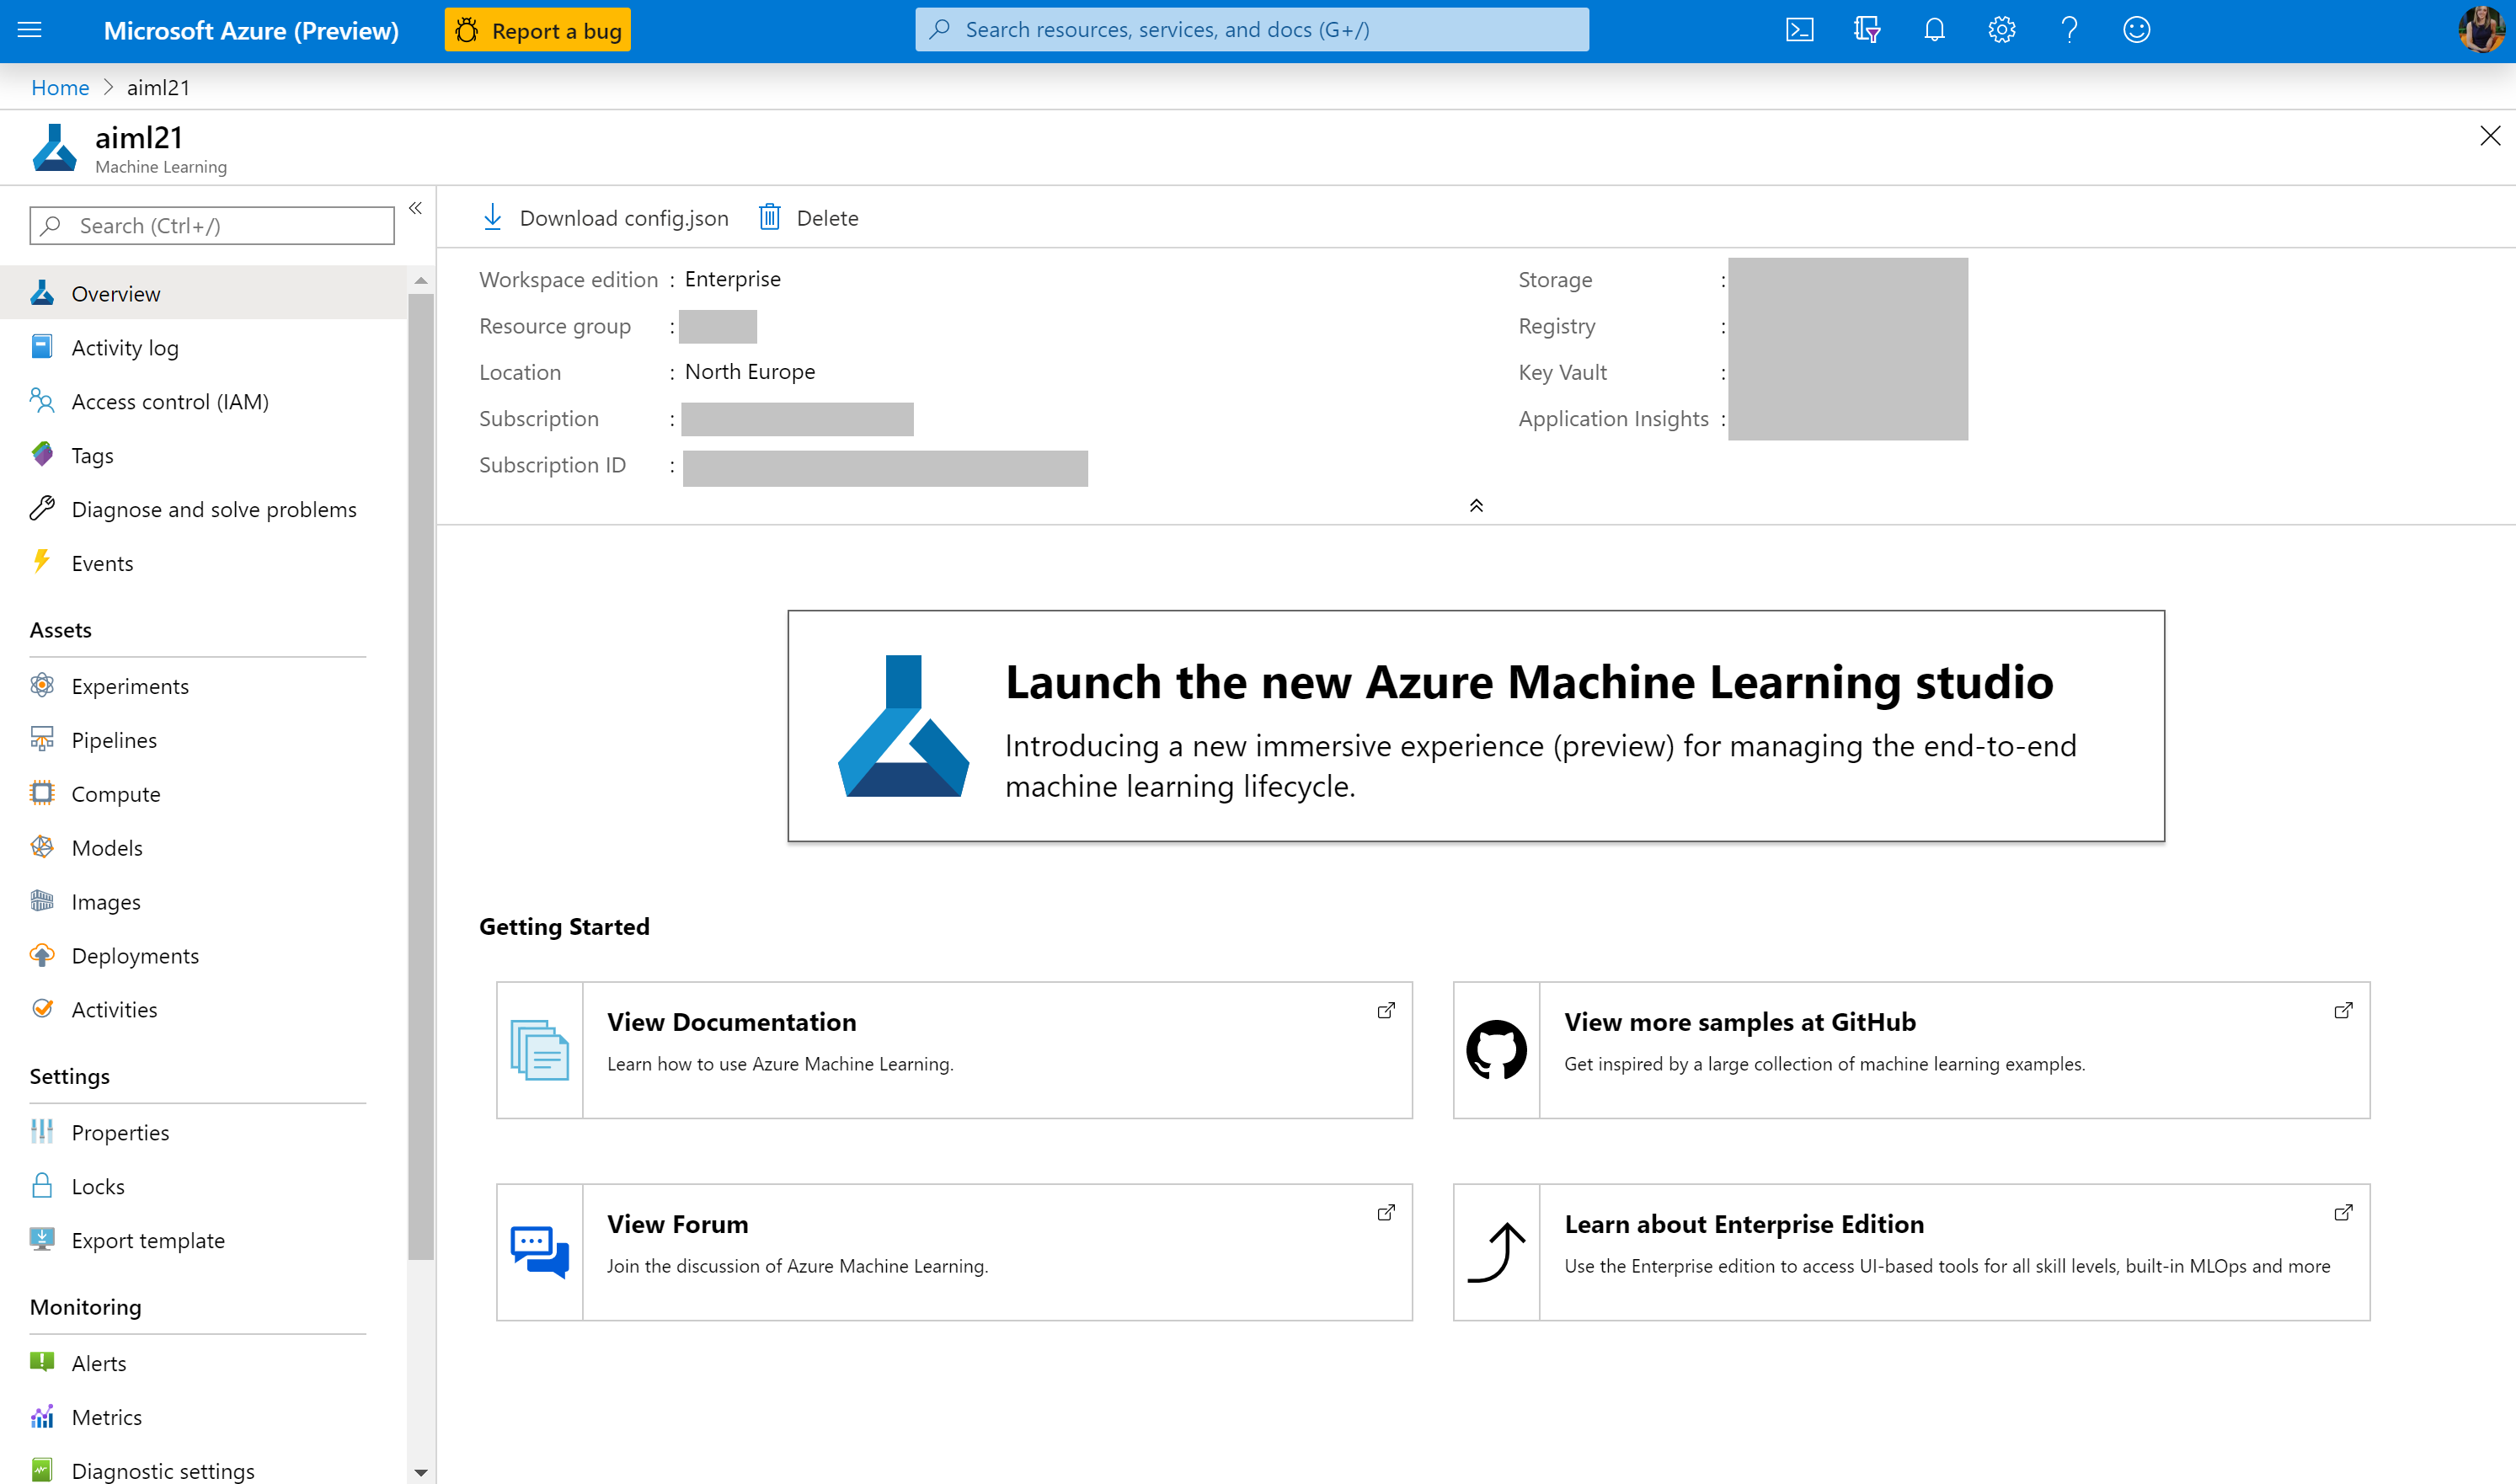 Microsoft Azure (Preview)
Report a bug
Search resources, services, and docs (G+/)
Home > aiml21
aiml21
Machine Learning
Search (Ctrl+/)
Overview
Activity log
Access control (IAM)
Tags
Diagnose and solve problems
Events
Assets
Experiments
Pipelines
Compute
Models
Images
Deployments
Activities
Settings
Properties
Locks
Export template
Monitoring
Alerts
Metrics
Diagnostic settings
Download config.json
Delete
Workspace edition : Enterprise
Resource group :
Location : North Europe
Subscription :
Subscription ID :
Storage :
Registry :
Key Vault :
Application Insights :
Launch the new Azure Machine Learning studio
Introducing a new immersive experience (preview) for managing the end-to-end
machine learning lifecycle.
Getting Started
View Documentation
Learn how to use Azure Machine Learning.
View more samples at GitHub
Get inspired by a large collection of machine learning examples.
View Forum
Join the discussion of Azure Machine Learning.
Learn about Enterprise Edition
Use the Enterprise edition to access UI-based tools for all skill levels, built-in MLOps and more